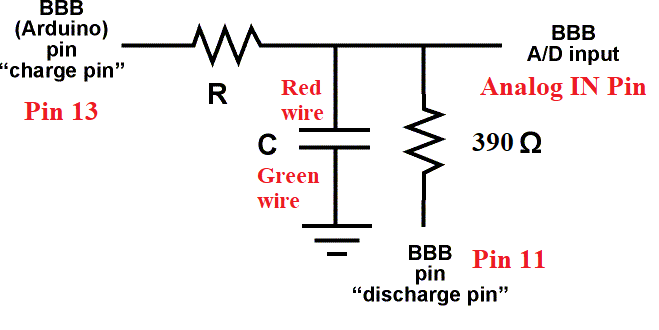 BBB
(Arduino)
pin
“charge pin”
Pin 13
R
Red
wire
C
Green
wire
BBB
A/D input
Analog IN Pin
390 Ω
BBB
pin
“discharge pin”
Pin 11